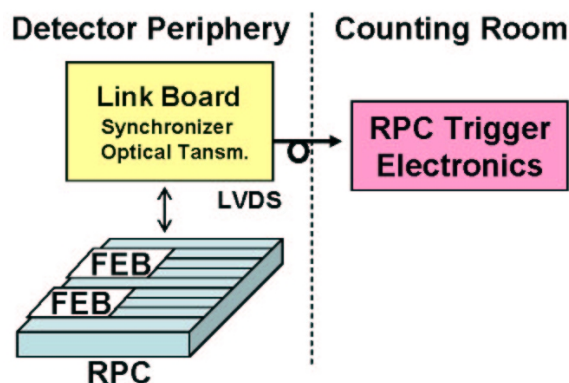 Detector Periphery
Counting Room
Link Board
Synchronizer
Optical Tansm.
RPC Trigger
Electronics
LVDS
FEB
FEB
RPC